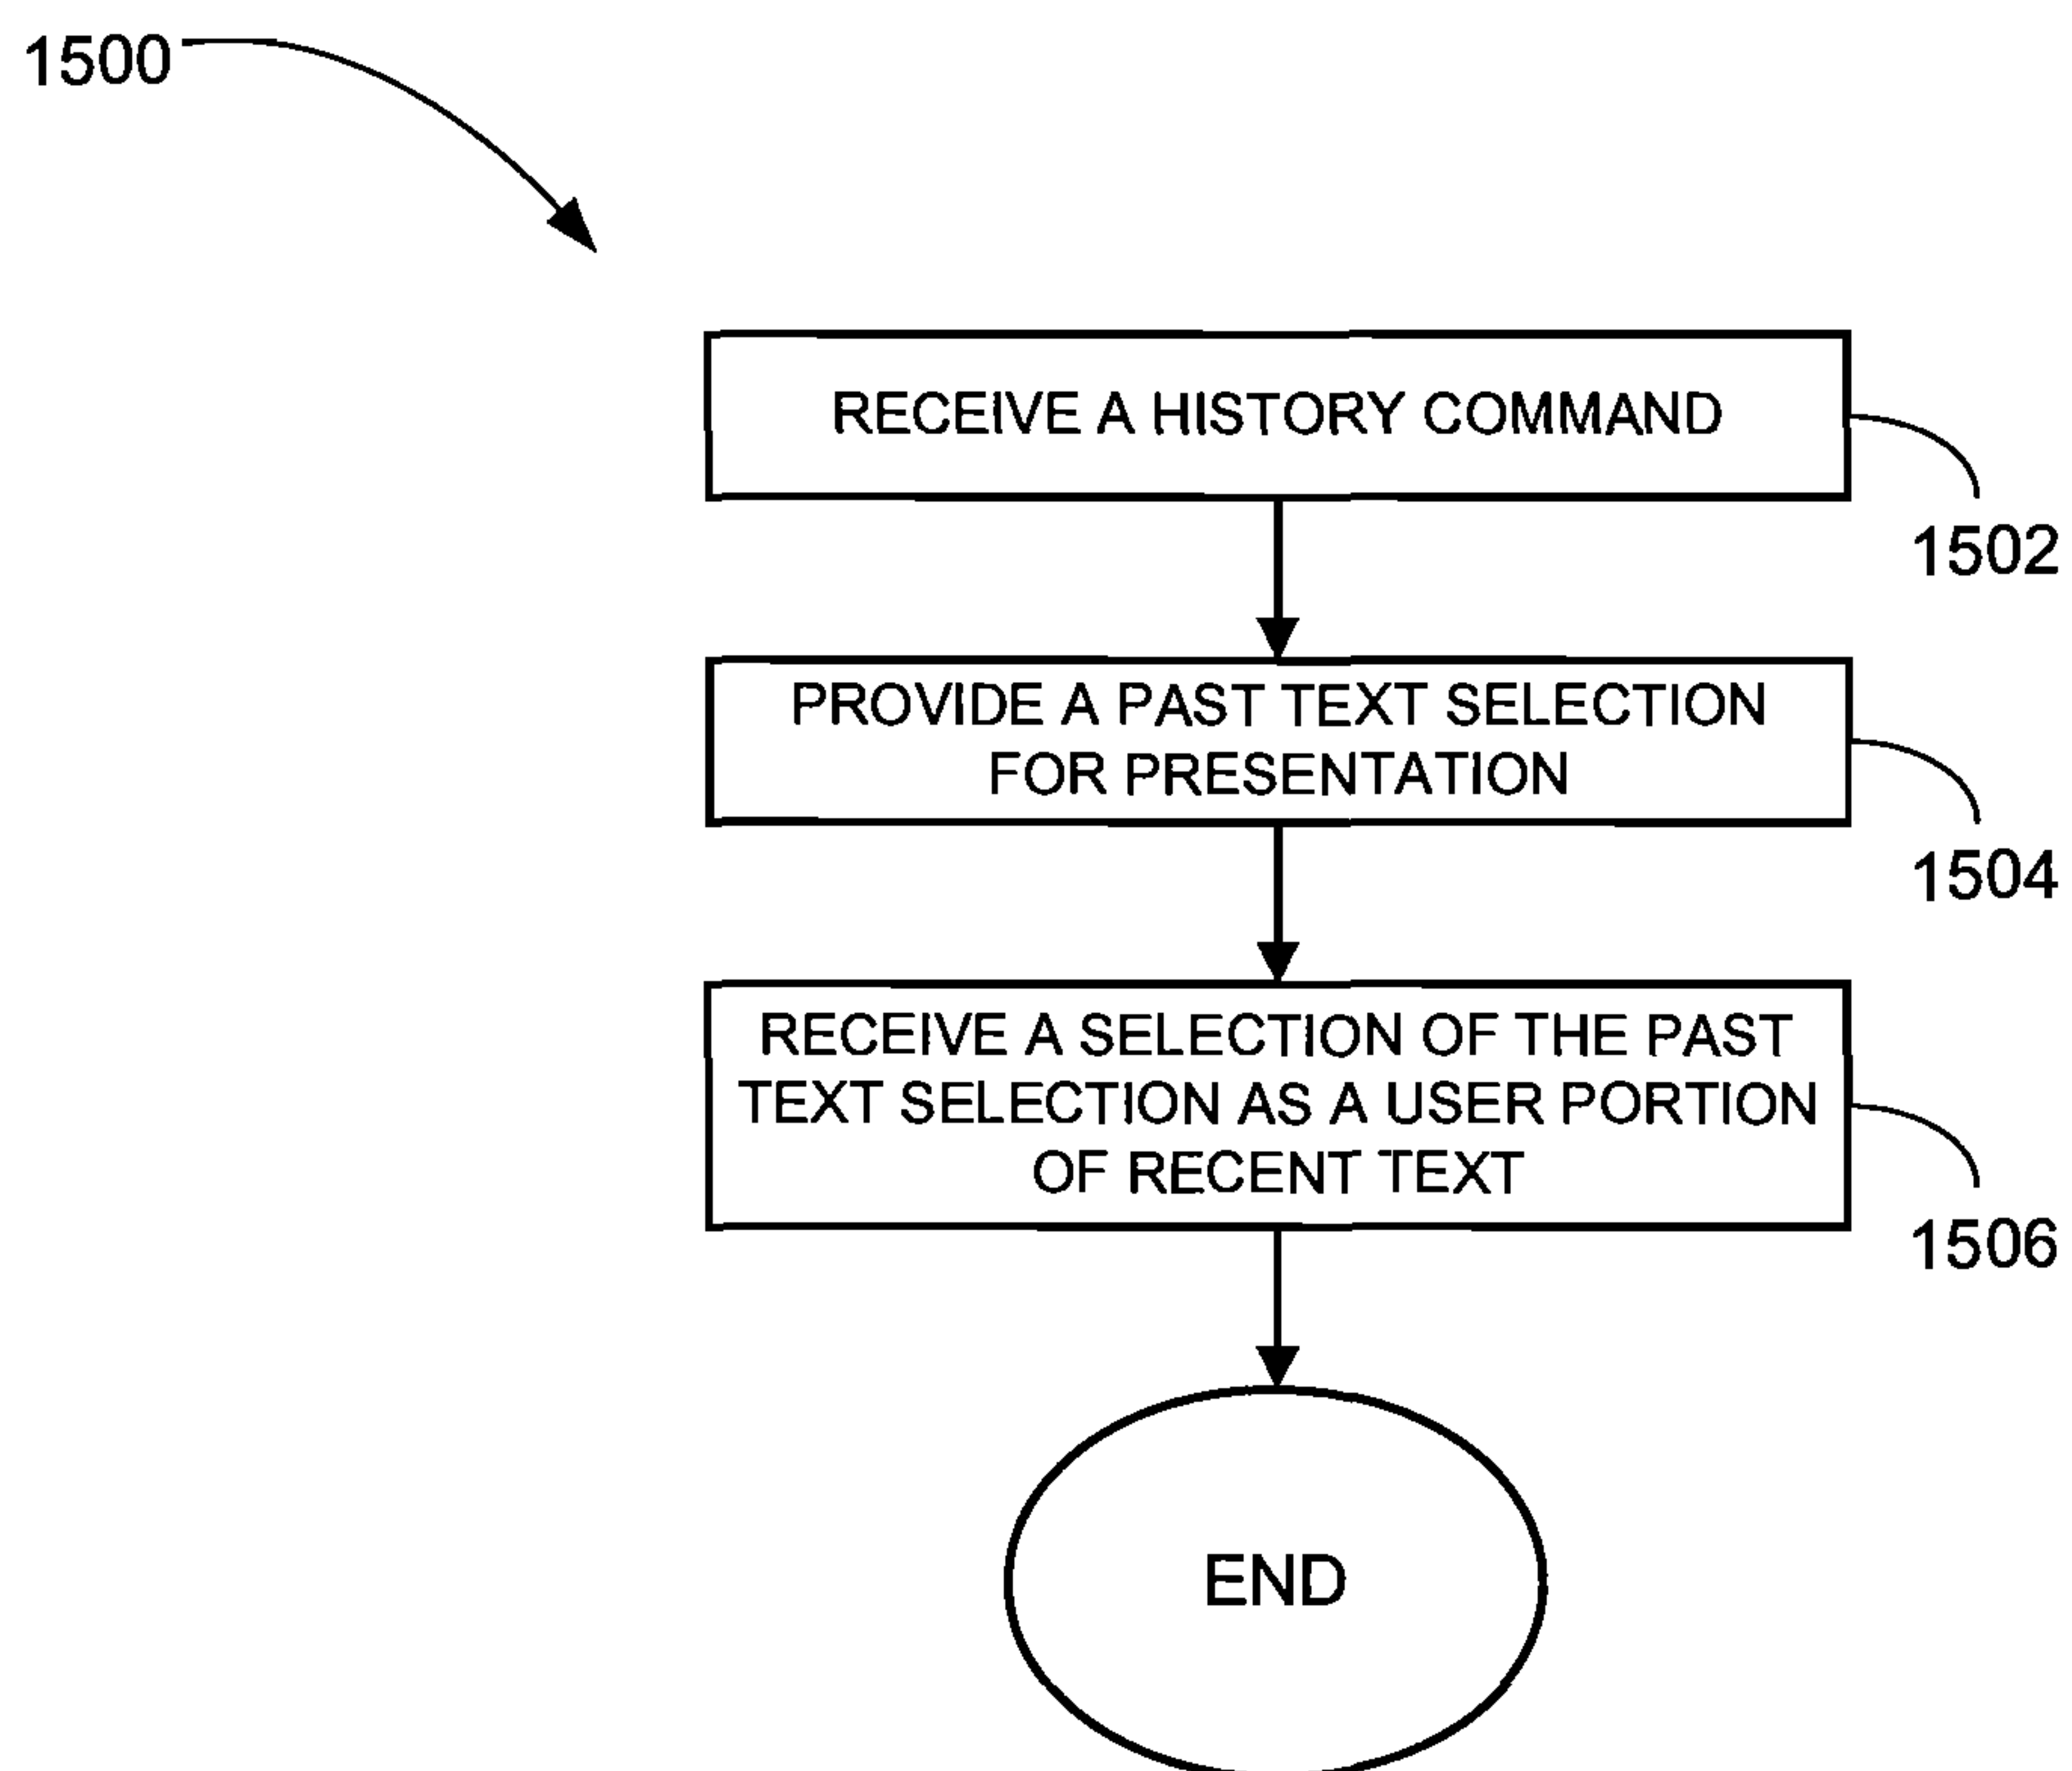 1500
RECEIVE A HISTORY COMMAND
1502
PROVIDE A PAST TEXT SELECTION
FOR PRESENTATION
1504
RECEIVE A SELECTION OF THE PAST
TEXT SELECTION AS A USER PORTION
OF RECENT TEXT
1506
END